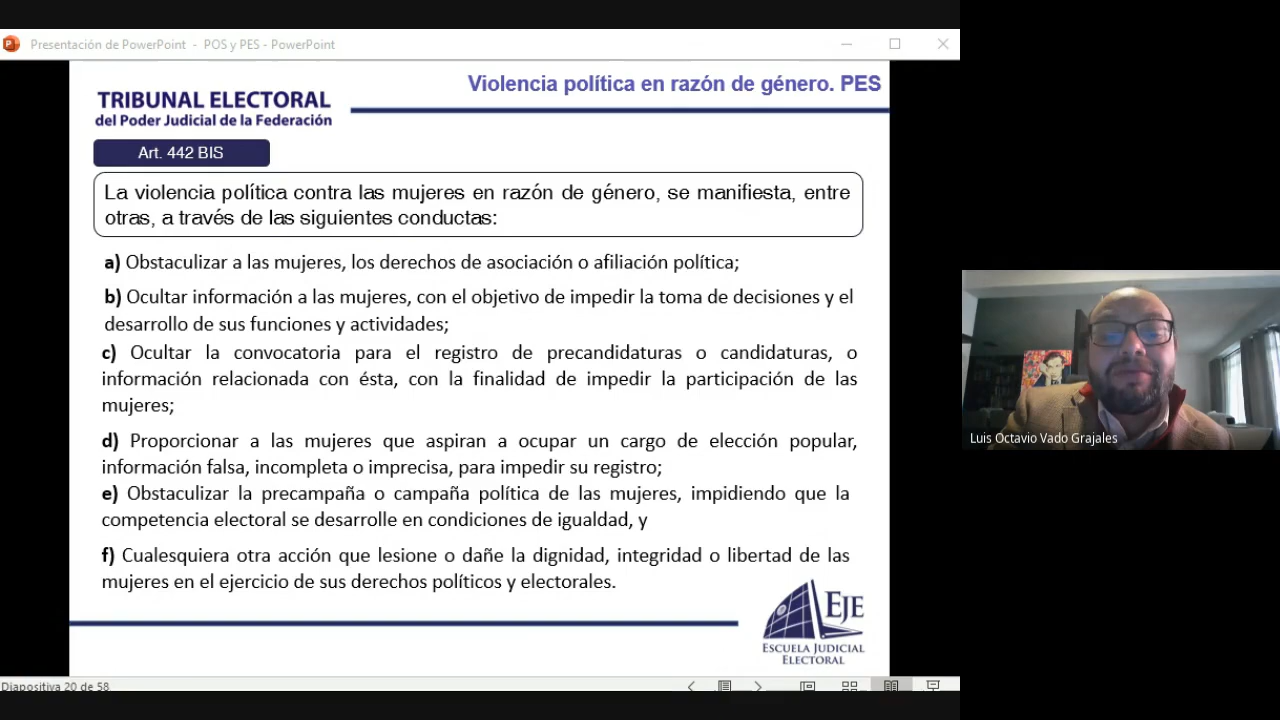 Presentación de PowerPoint - POS y PES - PowerPoint
Violencia política en razón de género. PES
TRIBUNAL ELECTORAL
del Poder Judicial de la Federación
Art. 442 BIS
La violencia política contra las mujeres en razón de género, se manifiesta, entre
otras, a través de las siguientes conductas:
a) Obstaculizar a las mujeres, los derechos de asociación o afiliación política;
b) Ocultar información a las mujeres, con el objetivo de impedir la toma de decisiones y el
desarrollo de sus funciones y actividades;
c) Ocultar la convocatoria para el registro de precandidaturas o candidaturas, o
información relacionada con ésta, con la finalidad de impedir la participación de las
mujeres;
d) Proporcionar a las mujeres que aspiran a ocupar un cargo de elección popular,
información falsa, incompleta o imprecisa, para impedir su registro;
e) Obstaculizar la precampaña o campaña política de las mujeres, impidiendo que la
competencia electoral se desarrolle en condiciones de igualdad, y
f) Cualesquiera otra acción que lesione o dañe la dignidad, integridad o libertad de las
mujeres en el ejercicio de sus derechos políticos y electorales.
EJE
ESCUELA JUDICIAL
ELECTORAL
Diapositiva 20 de 58
Luis Octavio Vado Grajales